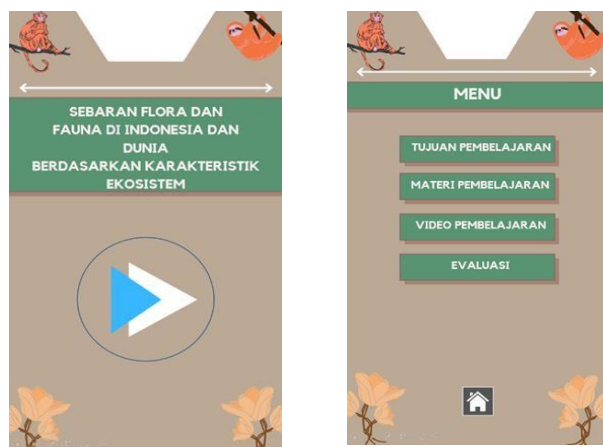 SEBARAN FLORA DAN
FAUNA DI INDONESIA DAN
DUNIA
BERDASARKAN KARAKTERISTIK
EKOSISTEM
MENU
TUJUAN PEMBELAJARAN
MATERI PEMBELAJARAN
VIDEO PEMBELAJARAN
EVALUASI